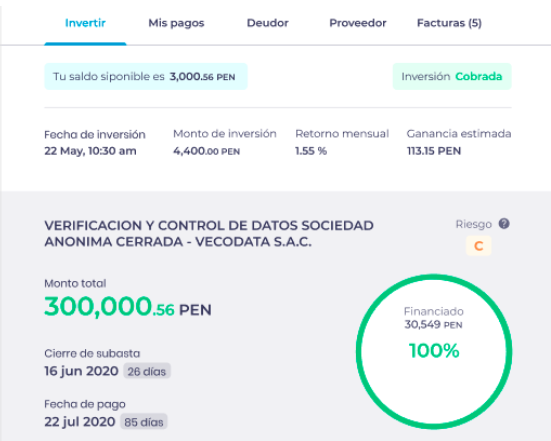 Invertir Mis pagos Deudor Proveedor Facturas (5)
Tu saldo siponible es 3,000.56 PEN Inversión Cobrada
Fecha de inversión Monto de inversión Retorno mensual Ganancia estimada
22 May, 10:30 am 4,400.00 PEN 1.55 % 113.15 PEN
VERIFICACION Y CONTROL DE DATOS SOCIEDAD
ANONIMA CERRADA - VECODATA S.A.C.
Riesgo ?
C
Monto total
300,000.56 PEN
Financiado
30,549 PEN
100%
Cierre de subasta
16 jun 2020 26 días
Fecha de pago
22 jul 2020 85 días